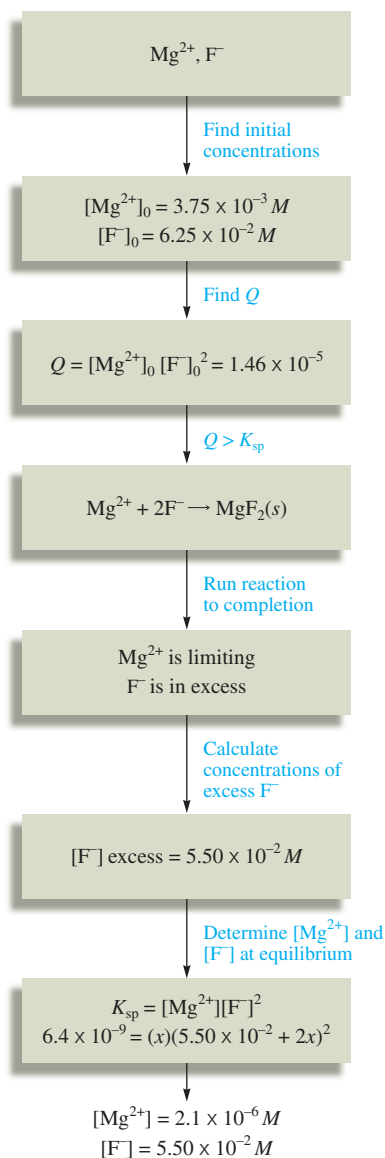 Mg²⁺, F⁻
Find initial
concentrations
[Mg²⁺]₀ = 3.75 × 10⁻³ M
[F⁻]₀ = 6.25 × 10⁻² M
Find Q
Q = [Mg²⁺]₀ [F⁻]₀² = 1.46 × 10⁻⁵
Q > Kₛₚ
Mg²⁺ + 2F⁻ ⟶ MgF₂(s)
Run reaction
to completion
Mg²⁺ is limiting
F⁻ is in excess
Calculate
concentrations of
excess F⁻
[F⁻] excess = 5.50 × 10⁻² M
Determine [Mg²⁺] and
[F⁻] at equilibrium
Kₛₚ = [Mg²⁺][F⁻]²
6.4 × 10⁻⁹ = (x)(5.50 × 10⁻² + 2x)²
[Mg²⁺] = 2.1 × 10⁻⁶ M
[F⁻] = 5.50 × 10⁻² M